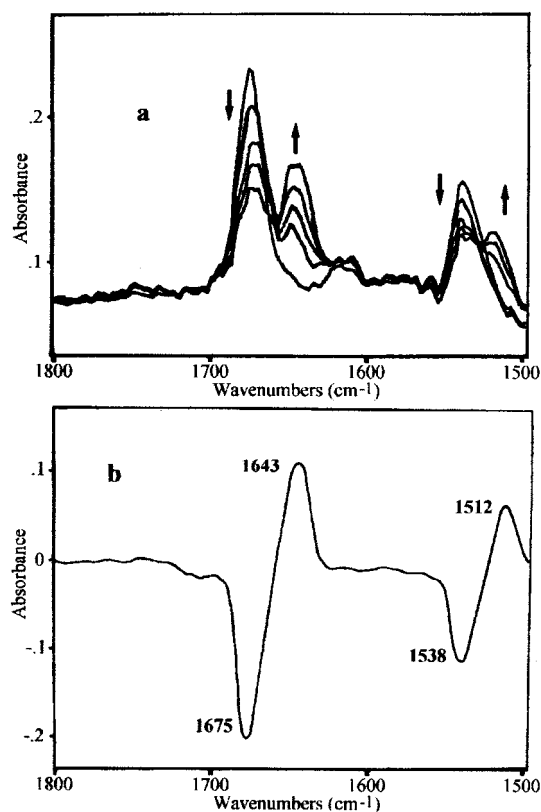 a
.2
.1
Absorbance
1800 1700 1600 1500
Wavenumbers (cm-1)
b
.1
0
-.1
-.2
Absorbance
1643
1512
1538
1675
1800 1700 1600 1500
Wavenumbers (cm-1)